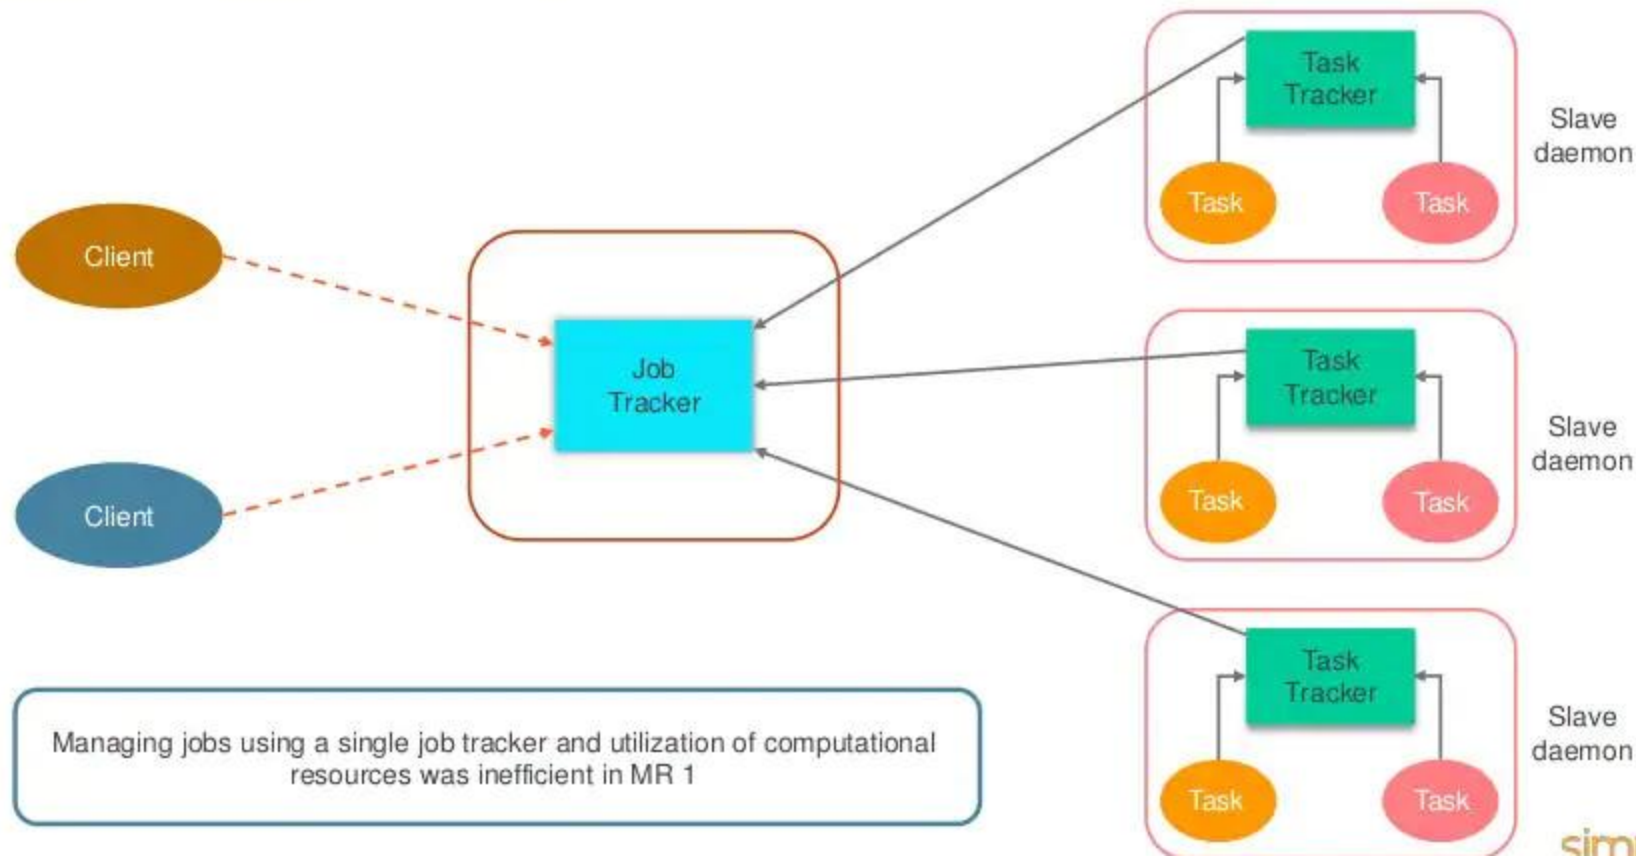 Client
Client
Job
Tracker
Task
Tracker
Task
Task
Slave
daemon
Task
Tracker
Task
Task
Slave
daemon
Task
Tracker
Task
Task
Slave
daemon
Managing jobs using a single job tracker and utilization of computational
resources was inefficient in MR 1